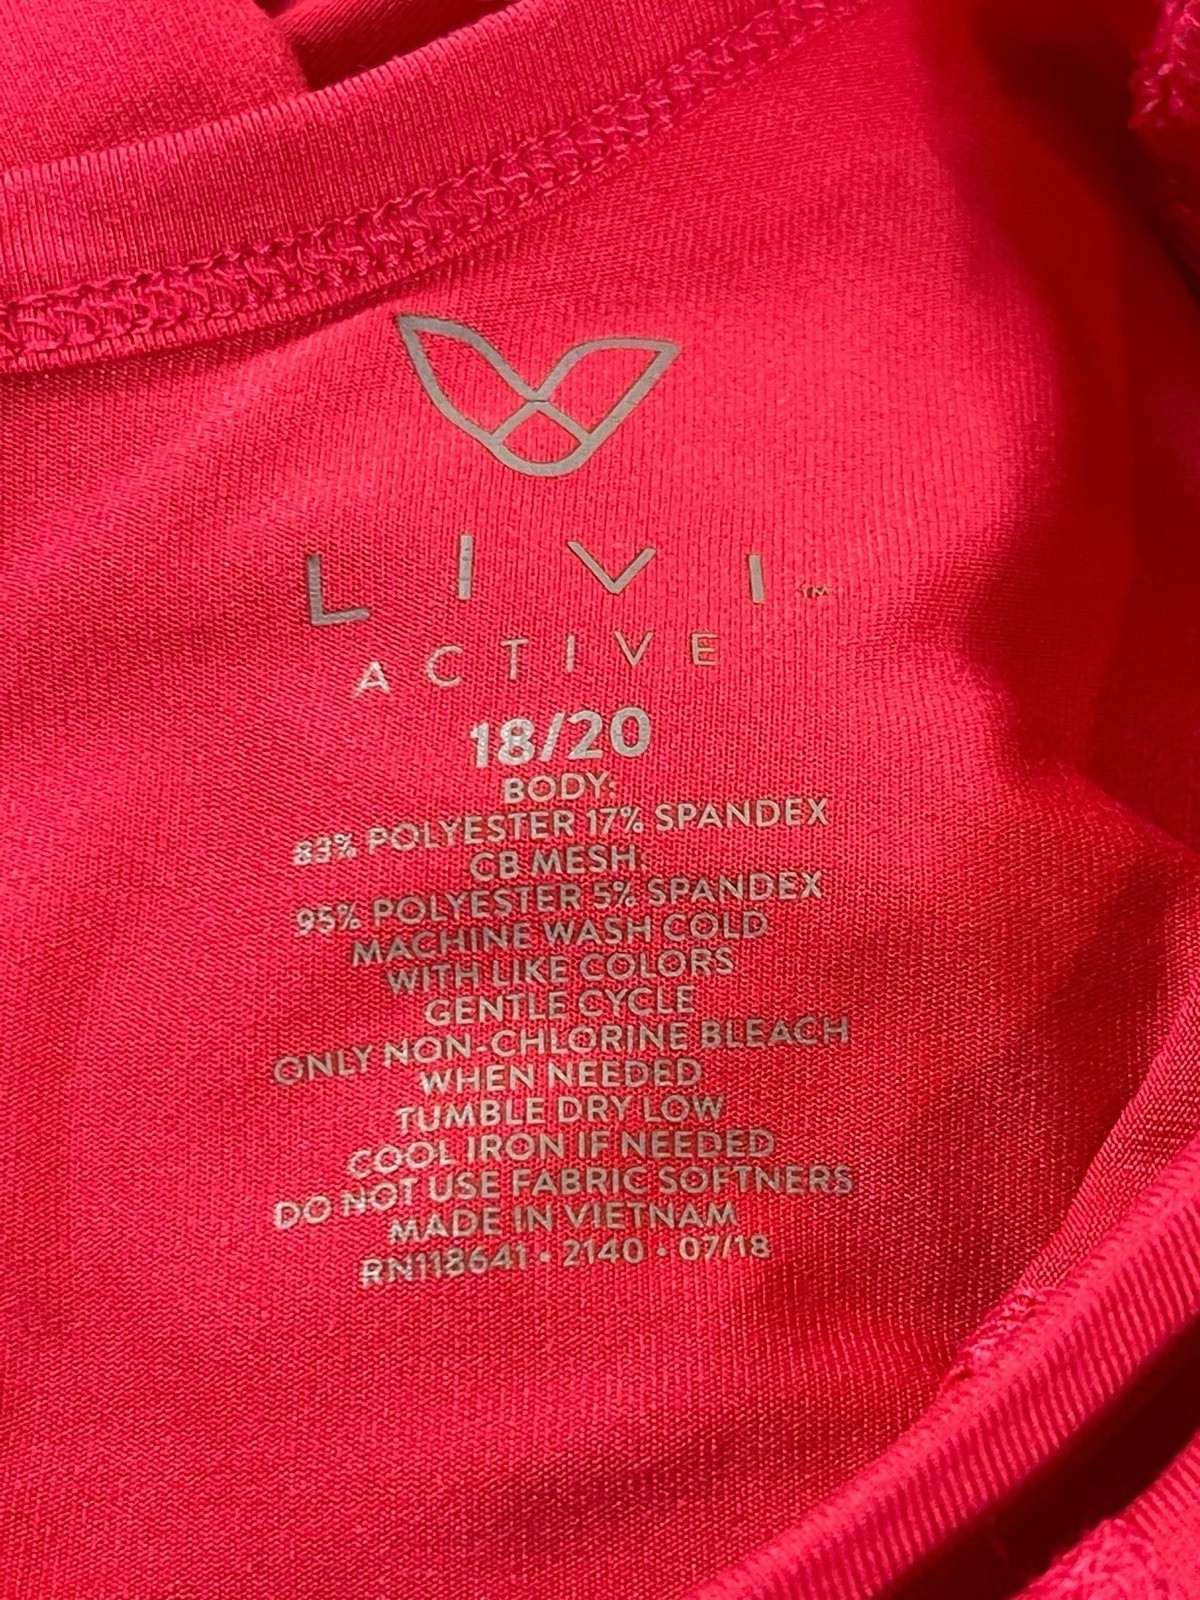 LIVI™
ACTIVE
18/20
BODY:
83% POLYESTER 17% SPANDEX
CB MESH:
95% POLYESTER 5% SPANDEX
MACHINE WASH COLD
WITH LIKE COLORS
GENTLE CYCLE
ONLY NON-CHLORINE BLEACH
WHEN NEEDED
TUMBLE DRY LOW
COOL IRON IF NEEDED
DO NOT USE FABRIC SOFTNERS
MADE IN VIETNAM
RN118641 • 2140 • 07/18